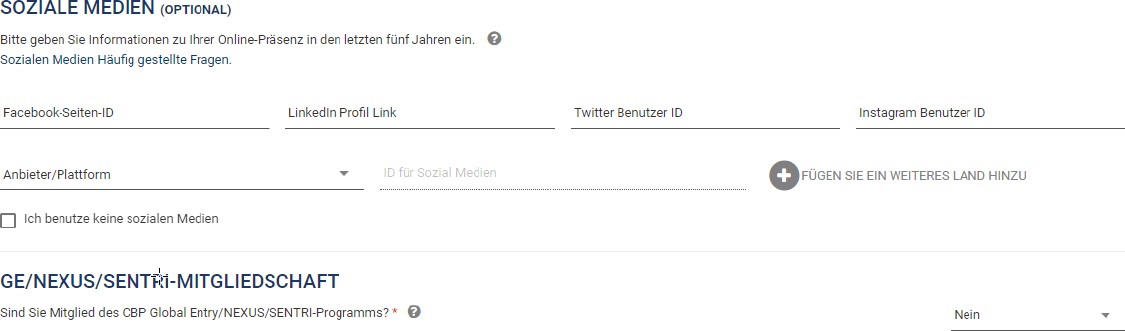 SOZIALE MEDIEN (OPTIONAL)
Bitte geben Sie Informationen zu Ihrer Online-Präsenz in den letzten fünf Jahren ein. ?
Sozialen Medien Häufig gestellte Fragen.
Facebook-Seiten-ID LinkedIn Profil Link Twitter Benutzer ID Instagram Benutzer ID
Anbieter/Plattform ID für Sozial Medien FÜGEN SIE EIN WEITERES LAND HINZU
Ich benutze keine sozialen Medien
GE/NEXUS/SENTRI-MITGLIEDSCHAFT
Sind Sie Mitglied des CBP Global Entry/NEXUS/SENTRI-Programms? * ? Nein